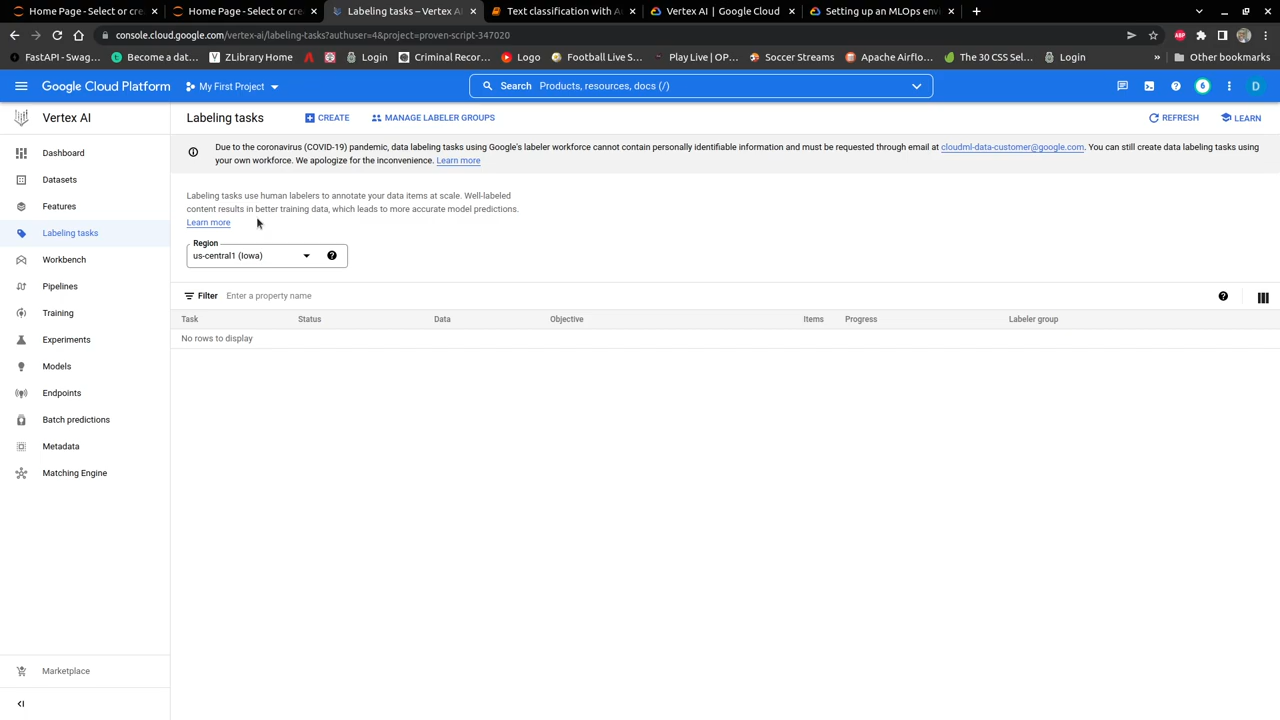 Home Page - Select or cre
Home Page - Select or cre
Labeling tasks – Vertex AI
Text classification with A
Vertex AI | Google Cloud
Setting up an MLOps envi
console.cloud.google.com/vertex-ai/labeling-tasks?authuser=4&project=proven-script-347020
ABP
FastAPI - Swag...
Become a dat...
ZLibrary Home
Login
Criminal Recor...
Logo
Football Live S...
Play Live | OP...
Soccer Streams
Apache Airflo...
The 30 CSS Sel...
Login
»
Other bookmarks
Google Cloud Platform
My First Project
Search Products, resources, docs (/)
6
D
Vertex AI
Labeling tasks
CREATE
MANAGE LABELER GROUPS
REFRESH
LEARN
Due to the coronavirus (COVID-19) pandemic, data labeling tasks using Google's labeler workforce cannot contain personally identifiable information and must be requested through email at cloudml-data-customer@google.com. You can still create data labeling tasks using
your own workforce. We apologize for the inconvenience. Learn more
Dashboard
Datasets
Features
Labeling tasks
Workbench
Pipelines
Training
Experiments
Models
Endpoints
Batch predictions
Metadata
Matching Engine
Marketplace
Labeling tasks use human labelers to annotate your data items at scale. Well-labeled
content results in better training data, which leads to more accurate model predictions.
Learn more
Region
us-central1 (Iowa)
Filter Enter a property name
Task Status Data Objective Items Progress Labeler group
No rows to display